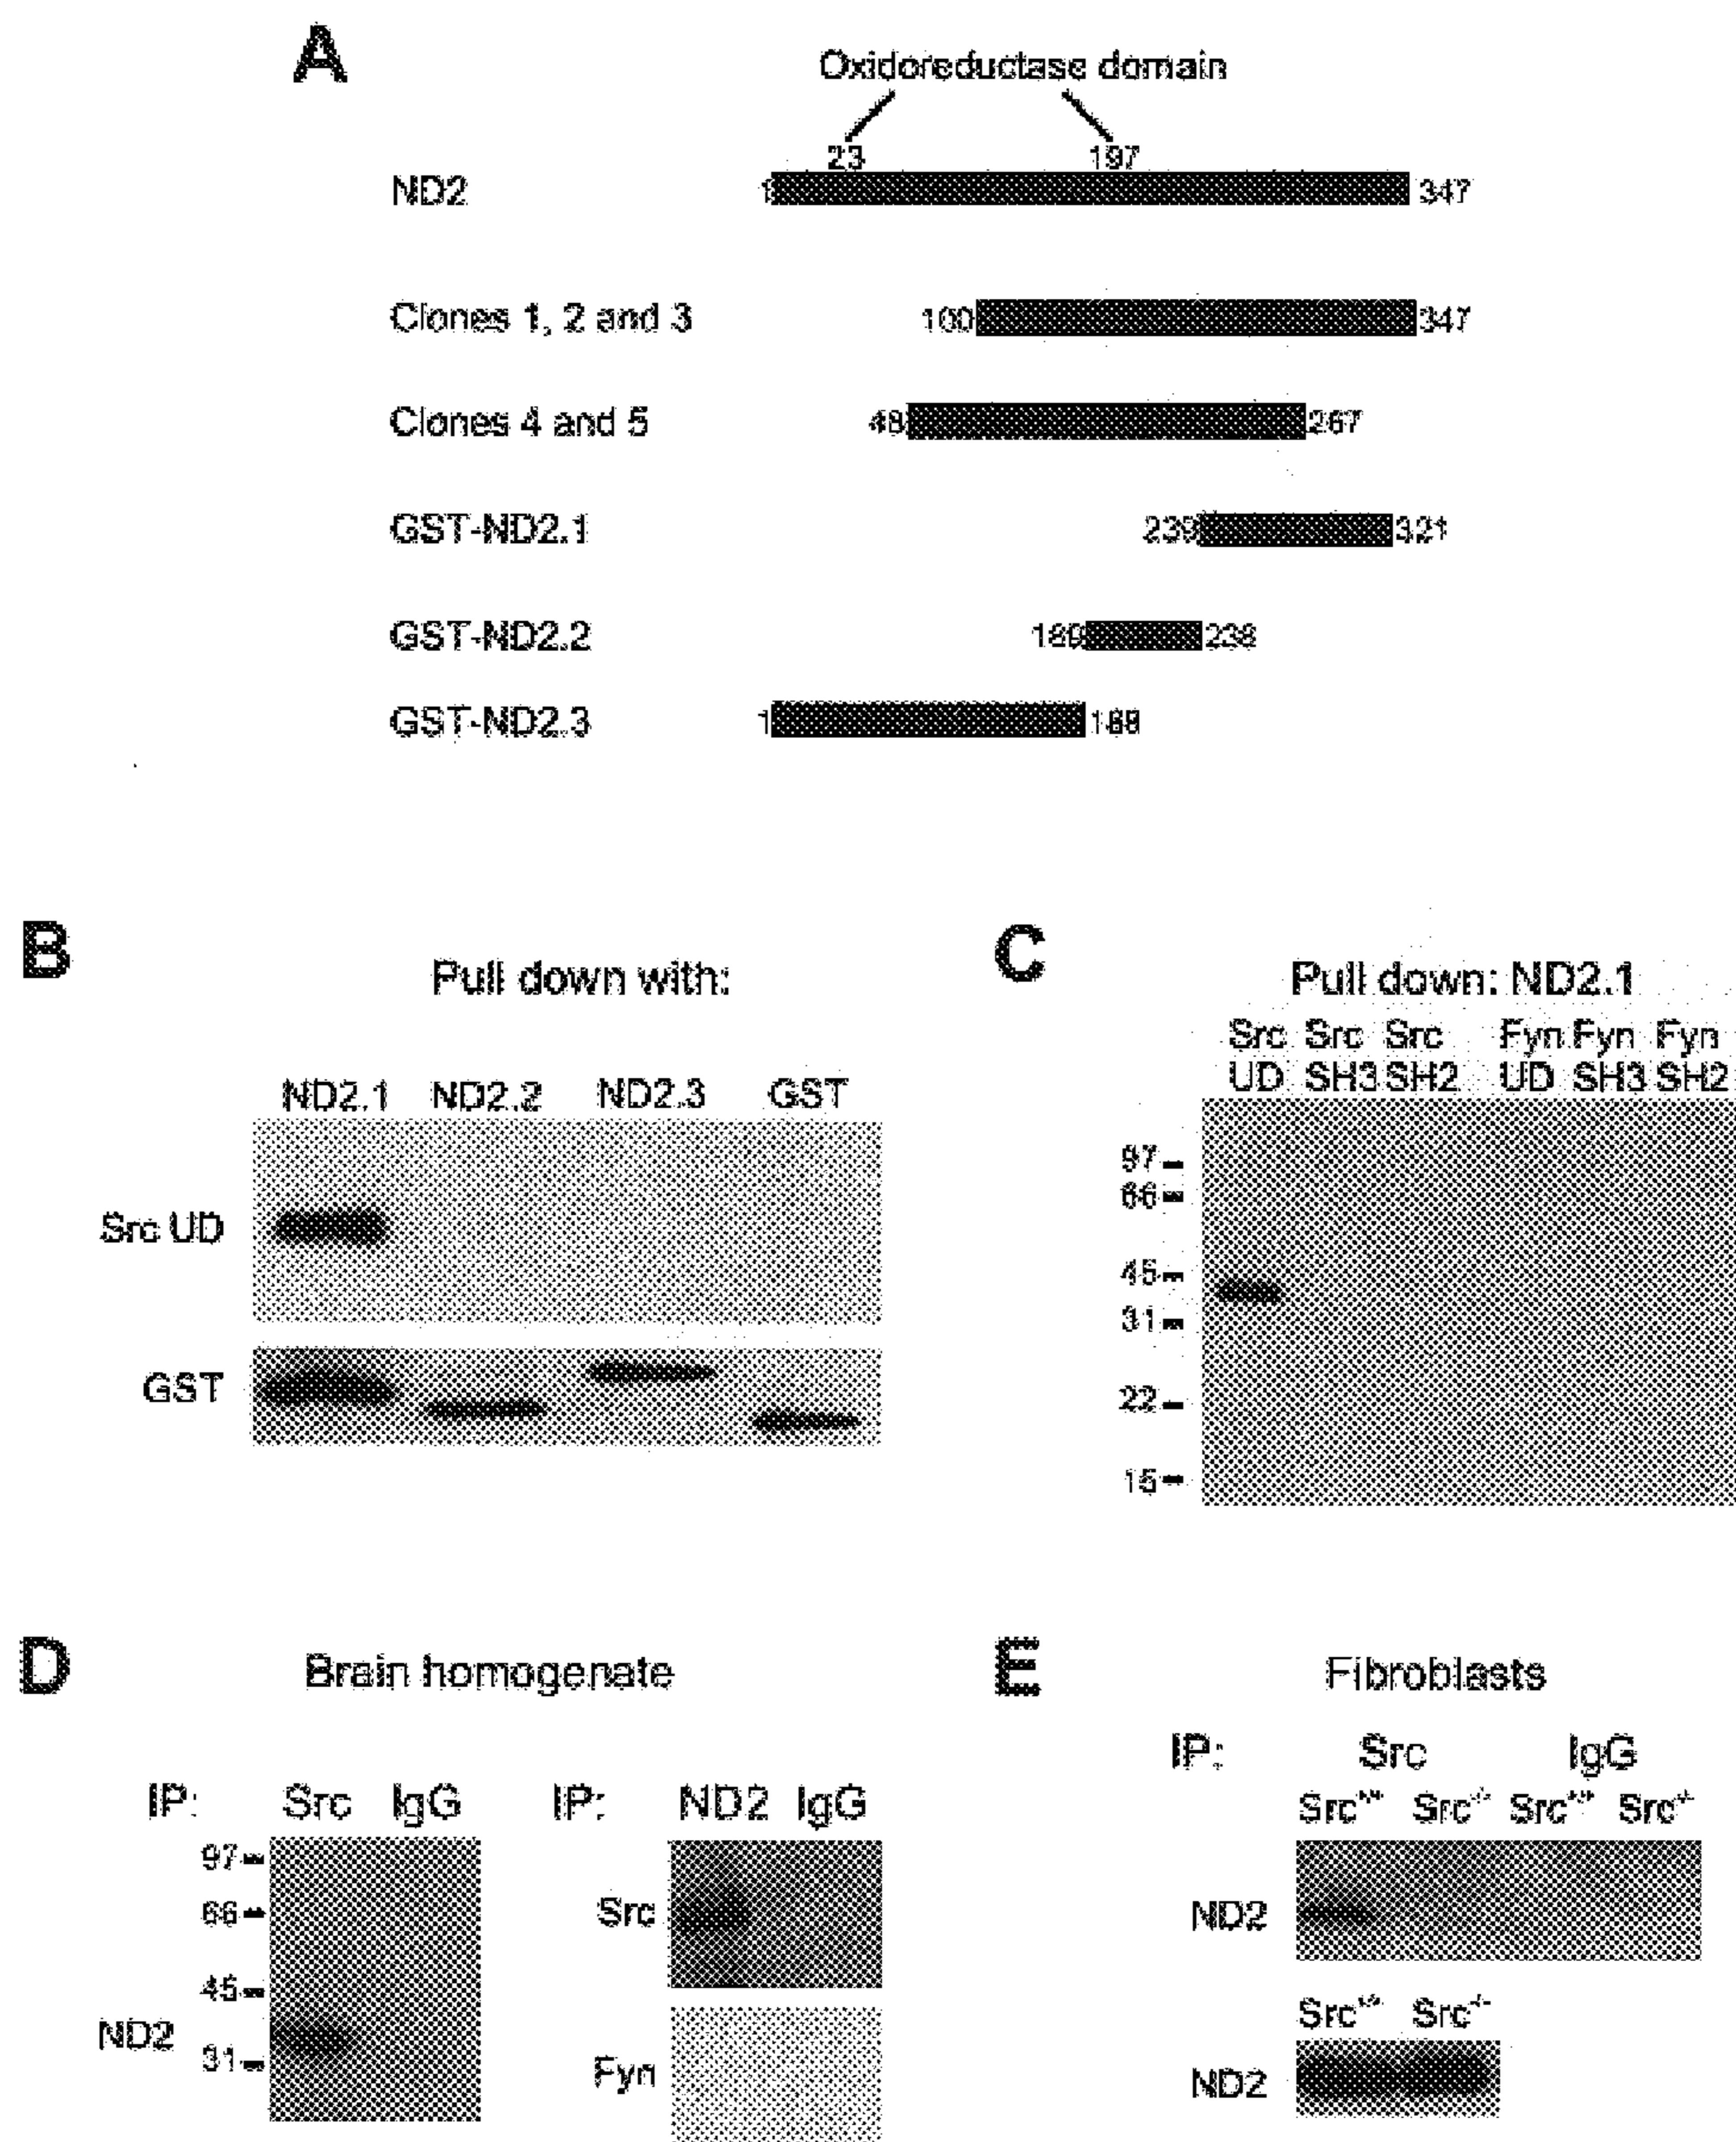 A
Oxidoreductase domain
23 197
ND2 1 347
Clones 1, 2 and 3 100 347
Clones 4 and 5 48 267
GST-ND2.1 239 321
GST-ND2.2 189 238
GST-ND2.3 1 188
B
Pull down with:
ND2.1 ND2.2 ND2.3 GST
Src UD
GST
C
Pull down: ND2.1
Src Src Src Fyn Fyn Fyn
UD SH3 SH2 UD SH3 SH2
97
66
45
31
22
15
D
Brain homogenate
IP: Src IgG
97
66
45
ND2
31
IP: ND2 IgG
Src
Fyn
E
Fibroblasts
IP: Src IgG
Src+/+ Src-/- Src+/+ Src-/-
ND2
Src+/+ Src-/-
ND2